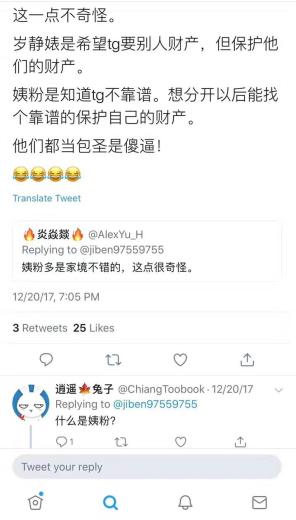 这一点不奇怪。
岁静婊是希望tg要别人财产，但保护他
们的财产。
姨粉是知道tg不靠谱。想分开以后能找
个靠谱的保护自己的财产。
他们都当包圣是傻逼！
😂😂😂😂
Translate Tweet
🔥炎焱燚🔥 @AlexYu_H
Replying to @jiben97559755
姨粉多是家境不错的，这点很奇怪。
12/20/17, 7:05 PM
3 Retweets 25 Likes
逍遥🍁兔子 @ChiangToobook · 12/20/17
Replying to @jiben97559755
什么是姨粉？
1
Tweet your reply